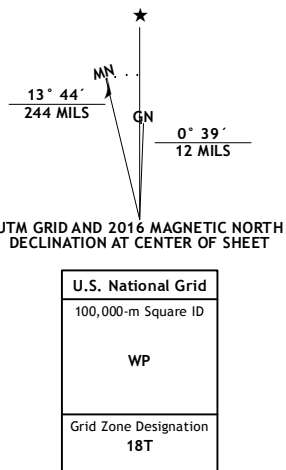 ★
MN
13° 44´
244 MILS
GN
0° 39´
12 MILS
UTM GRID AND 2016 MAGNETIC NORTH
DECLINATION AT CENTER OF SHEET
U.S. National Grid
100,000-m Square ID
WP
Grid Zone Designation
18T